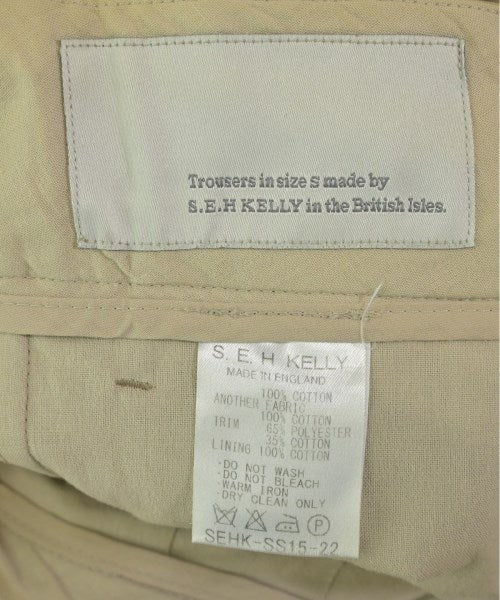 Trousers in size S made by
S.E.H KELLY in the British Isles.
S. E. H KELLY
MADE IN ENGLAND
100% COTTON
ANOTHER FABRIC
100% COTTON
TRIM 65% POLYESTER
35% COTTON
LINING 100% COTTON
·DO NOT WASH
·DO NOT BLEACH
·WARM IRON
·DRY CLEAN ONLY
P
SEHK-SS15-22